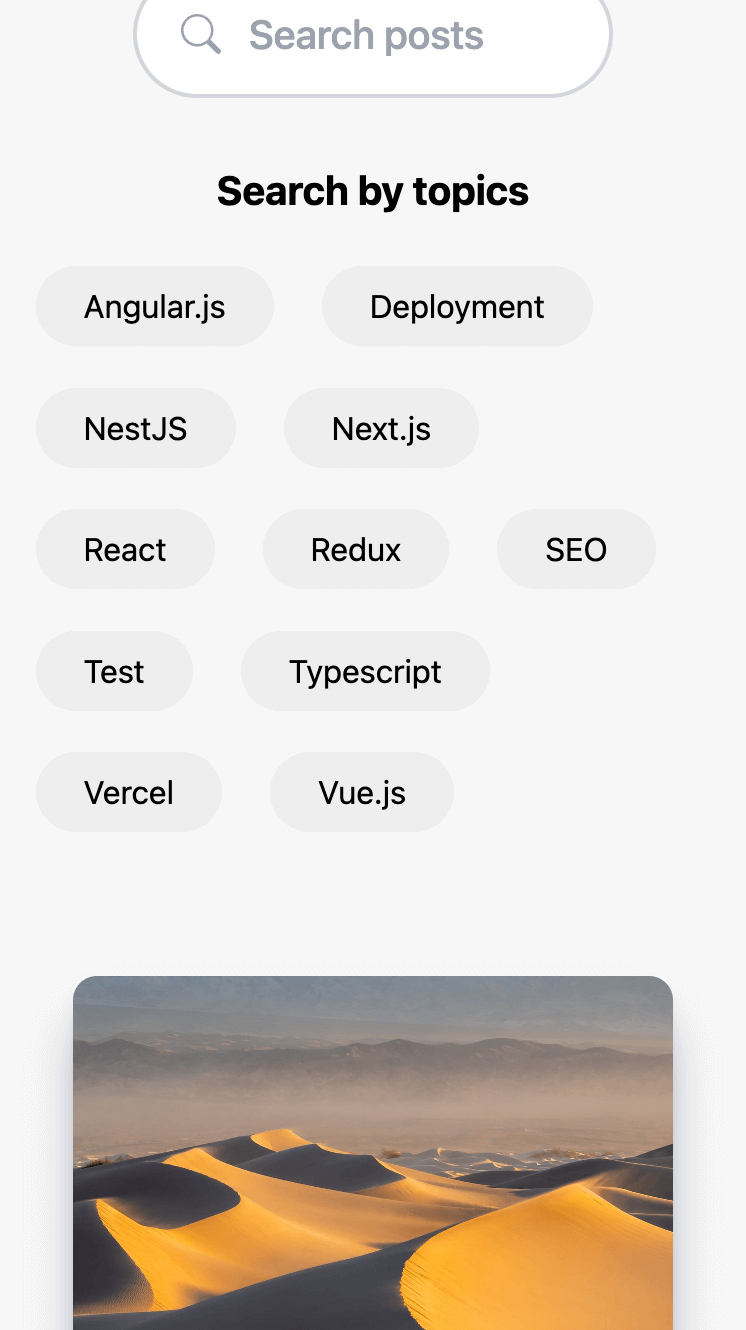 Search posts
Search by topics
Angular.js Deployment
NestJS Next.js
React Redux SEO
Test Typescript
Vercel Vue.js